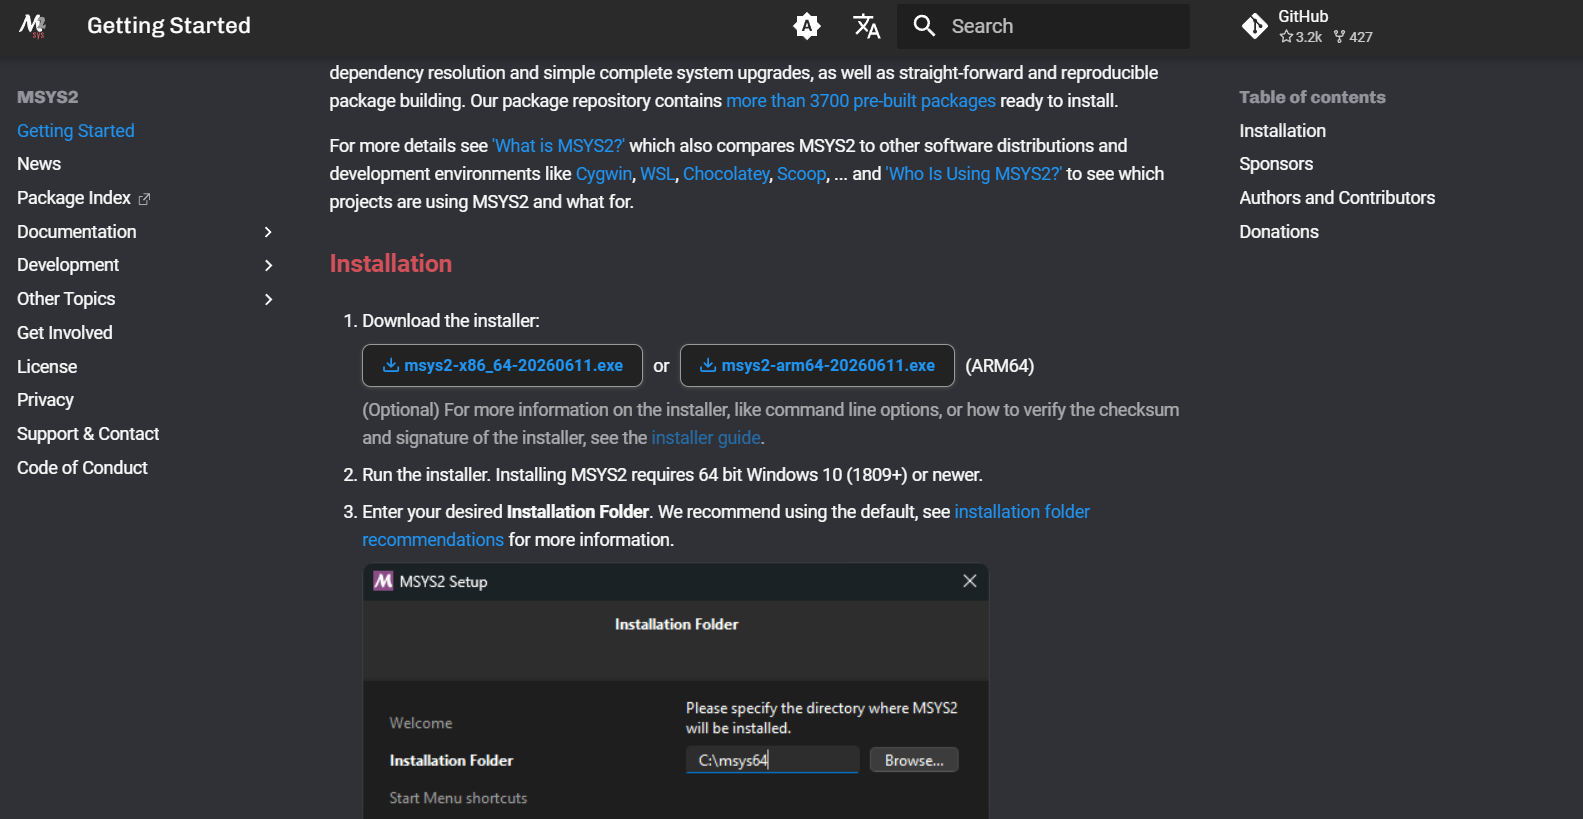 Getting Started
Search
GitHub
3.2k 427
MSYS2
Getting Started
News
Package Index
Documentation
Development
Other Topics
Get Involved
License
Privacy
Support & Contact
Code of Conduct
dependency resolution and simple complete system upgrades, as well as straight-forward and reproducible
package building. Our package repository contains more than 3700 pre-built packages ready to install.
For more details see 'What is MSYS2?' which also compares MSYS2 to other software distributions and
development environments like Cygwin, WSL, Chocolatey, Scoop, ... and 'Who Is Using MSYS2?' to see which
projects are using MSYS2 and what for.
Installation
1. Download the installer:
msys2-x86_64-20260611.exe or msys2-arm64-20260611.exe (ARM64)
(Optional) For more information on the installer, like command line options, or how to verify the checksum
and signature of the installer, see the installer guide.
2. Run the installer. Installing MSYS2 requires 64 bit Windows 10 (1809+) or newer.
3. Enter your desired Installation Folder. We recommend using the default, see installation folder
recommendations for more information.
M MSYS2 Setup
Installation Folder
Welcome
Installation Folder
Start Menu shortcuts
Please specify the directory where MSYS2
will be installed.
C:\msys64
Browse...
Table of contents
Installation
Sponsors
Authors and Contributors
Donations
M sys
A